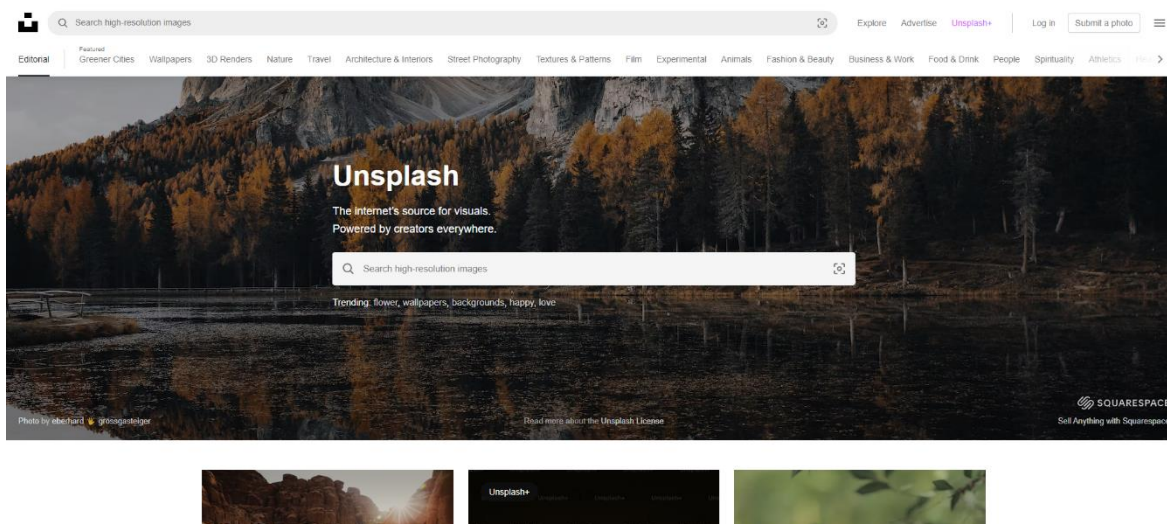 Search high-resolution images
Explore Advertise Unsplash+ Log in Submit a photo
Featured
Editorial Greener Cities Wallpapers 3D Renders Nature Travel Architecture & Interiors Street Photography Textures & Patterns Film Experimental Animals Fashion & Beauty Business & Work Food & Drink People Spirituality Athletics
Unsplash
The internet's source for visuals.
Powered by creators everywhere.
Search high-resolution images
Trending: flower, wallpapers, backgrounds, happy, love
SQUARESPACE
Photo by eberhard 🖐 grossgasteiger Read more about the Unsplash License Sell Anything with Squarespace
Unsplash+